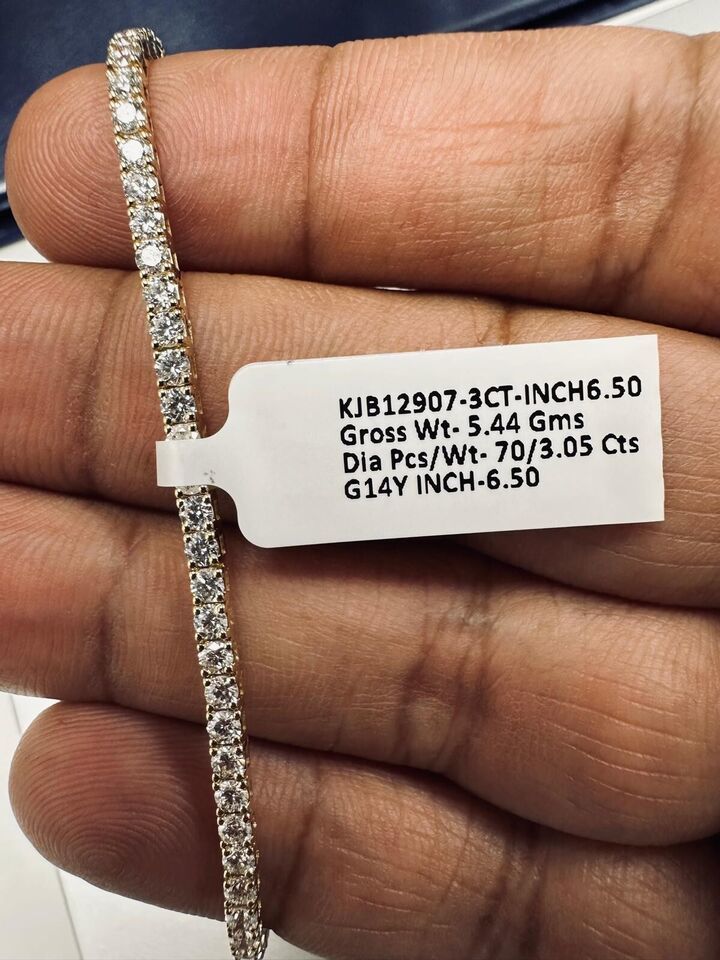 KJB12907-3CT-INCH6.50
Gross Wt- 5.44 Gms
Dia Pcs/Wt- 70/3.05 Cts
G14Y INCH-6.50